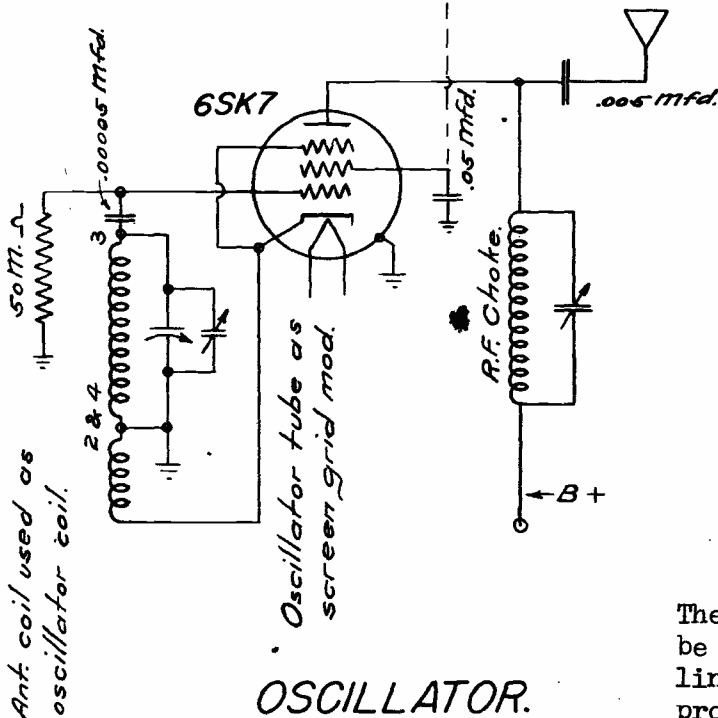 6SK7
.00005 mfd.
.05 mfd.
.005 mfd.
50M. Ω
3
2 & 4
R.F. Choke.
←B+
Ant. coil used as
oscillator coil.
Oscillator tube as
screen grid mod.
OSCILLATOR.
The
be
lin
pro